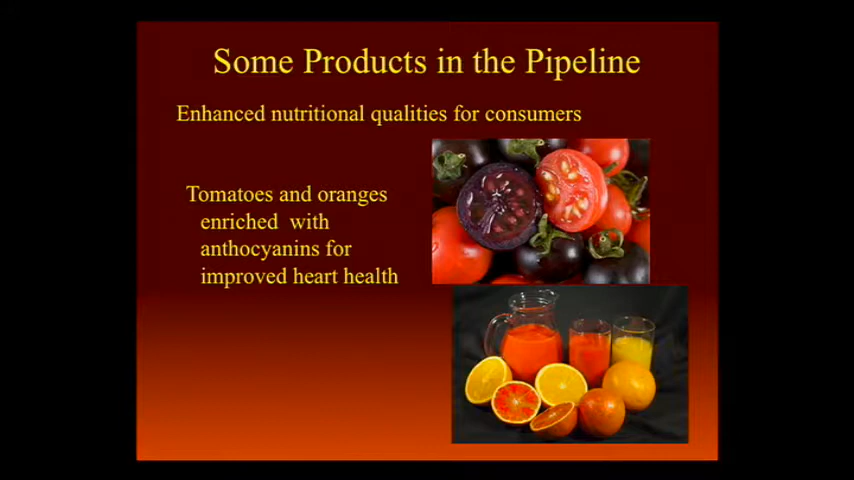 Some Products in the Pipeline
Enhanced nutritional qualities for consumers
Tomatoes and oranges
enriched with
anthocyanins for
improved heart health